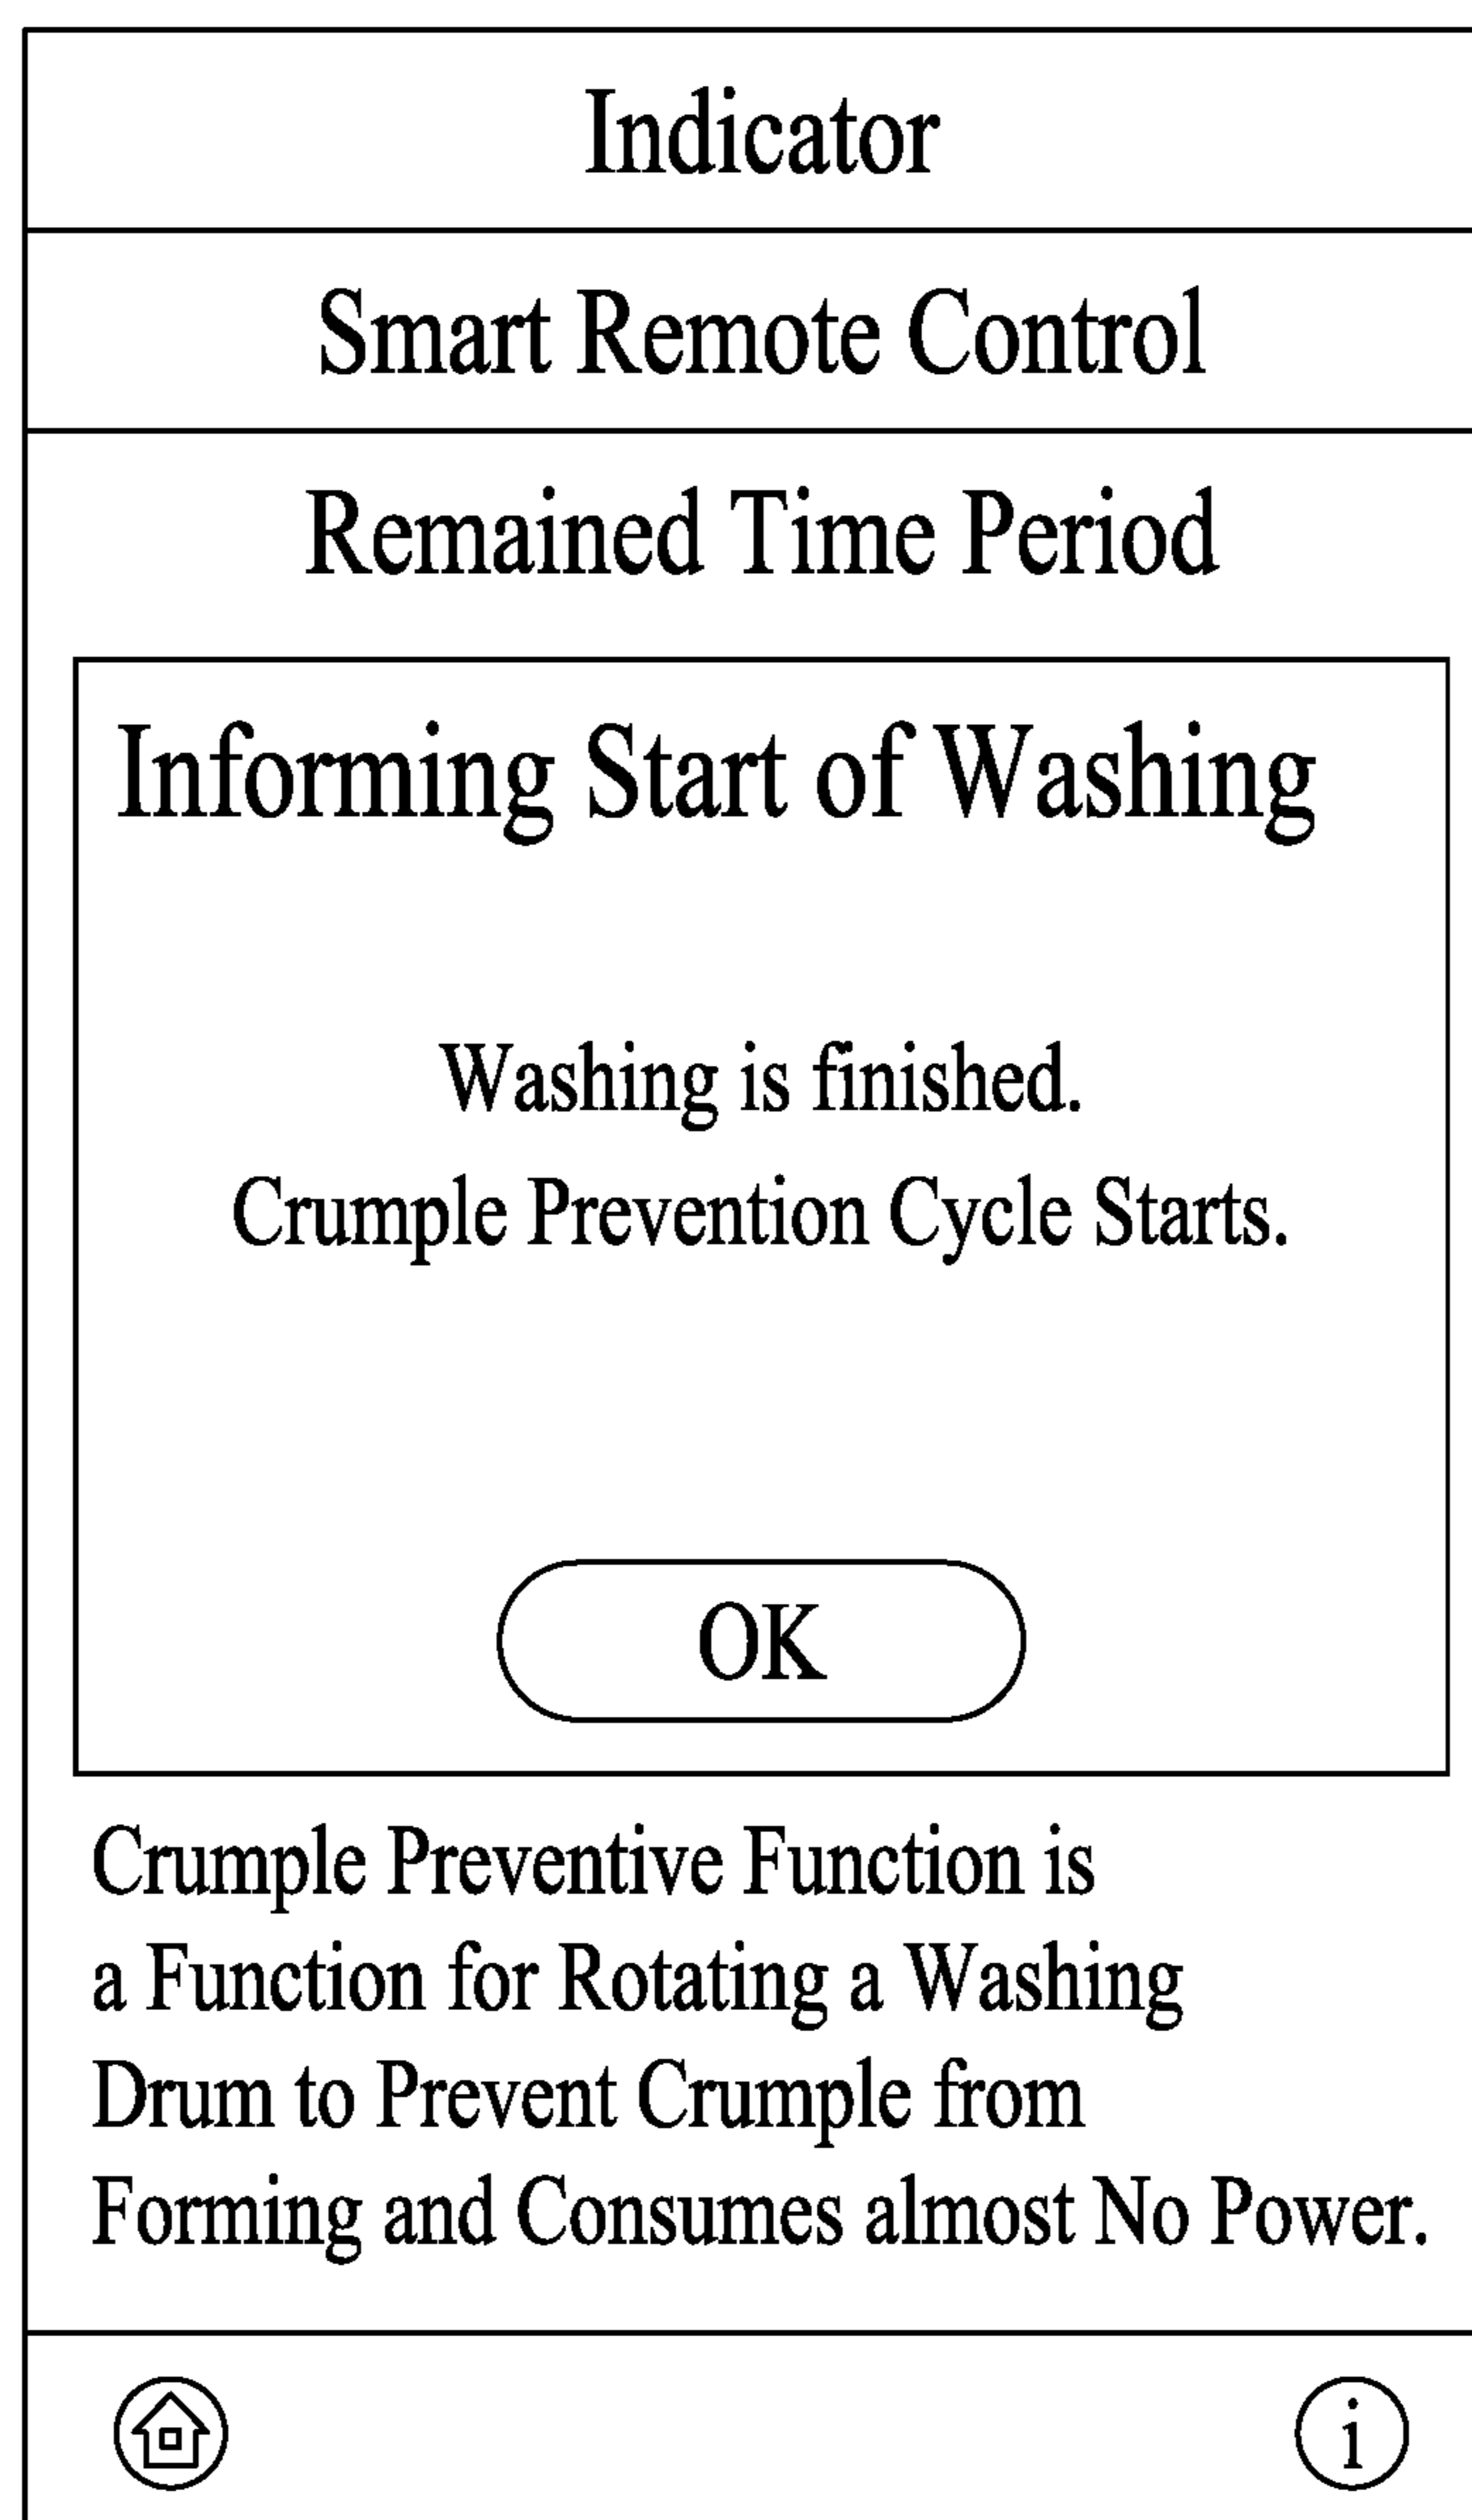 Indicator
Smart Remote Control
Remained Time Period
Informing Start of Washing
Washing is finished.
Crumple Prevention Cycle Starts.
OK
Crumple Preventive Function is
a Function for Rotating a Washing
Drum to Prevent Crumple from
Forming and Consumes almost No Power.
i